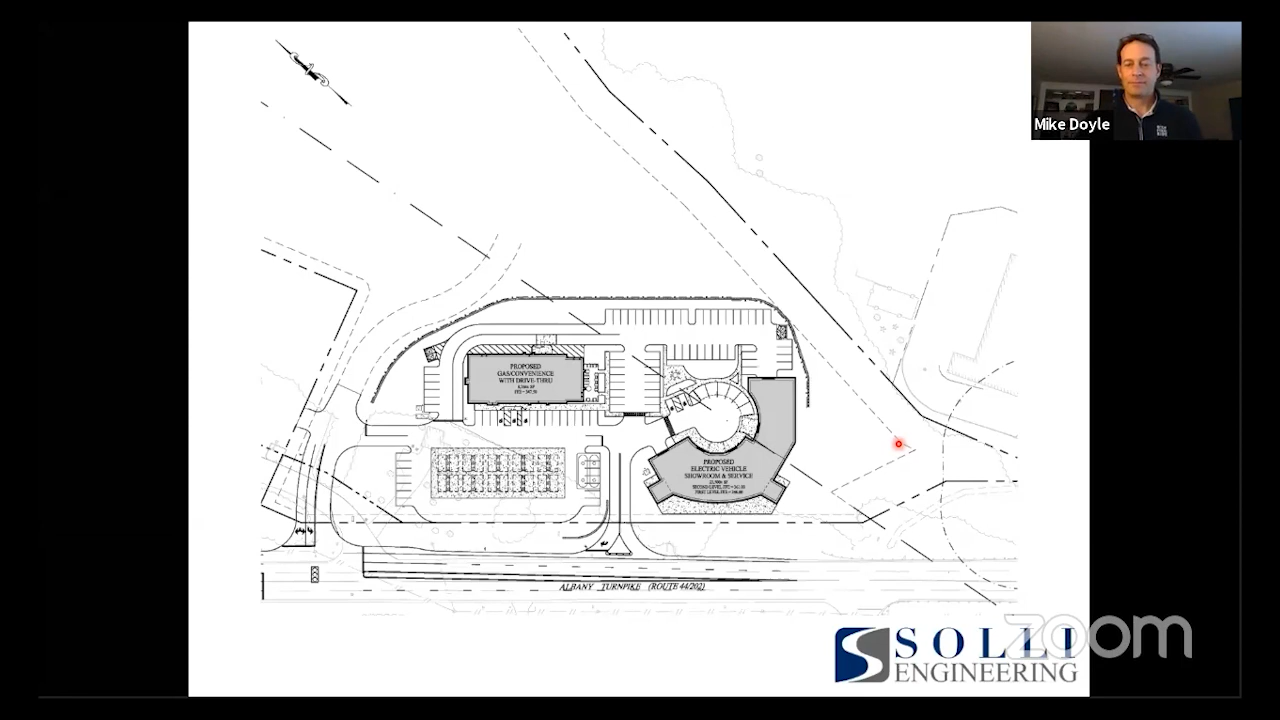 Mike Doyle
PROPOSED
GAS/CONVENIENCE
WITH DRIVE-THRU
PROPOSED
ELECTRIC VEHICLE
SHOWROOM & SERVICE
ALBANY TURNPIKE (ROUTE 44/202)
zoom
SOLLI
ENGINEERING